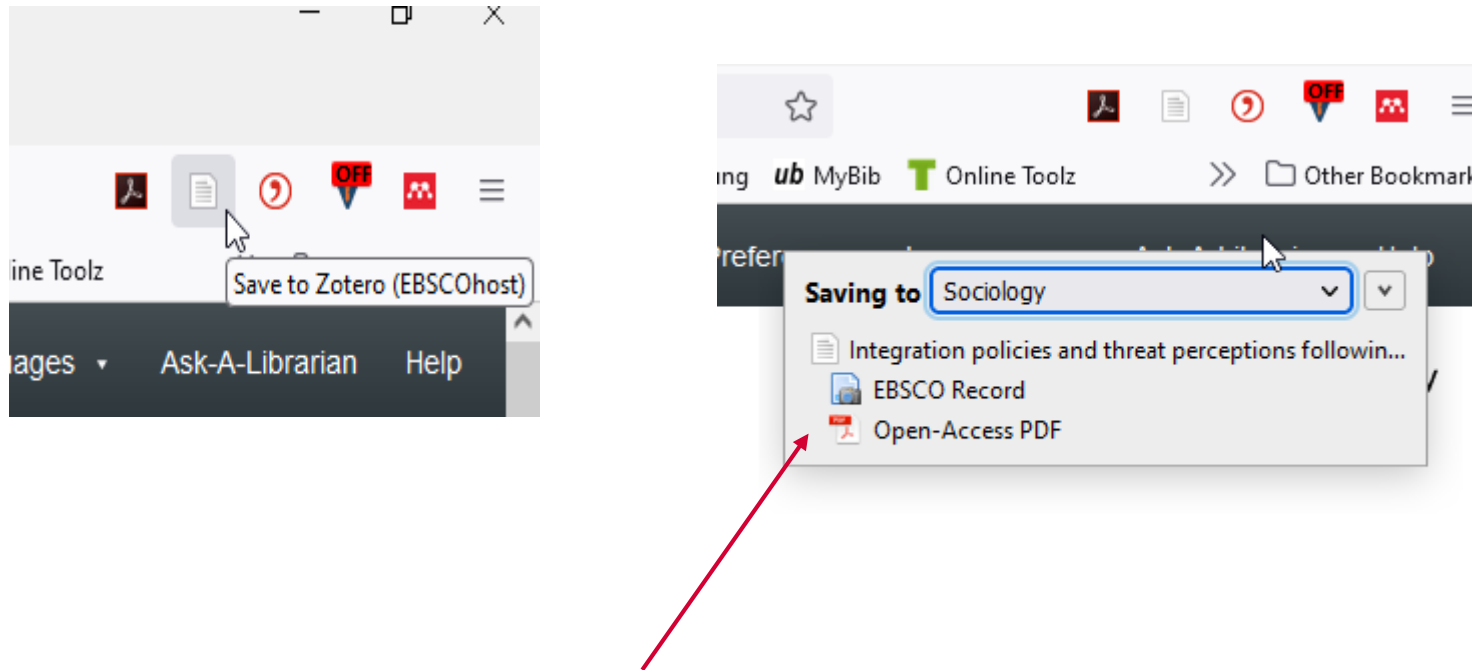 OFF
ine Toolz
Save to Zotero (EBSCOhost)
ages
Ask-A-Librarian
Help
OFF
ung
ub MyBib
Online Toolz
Other Bookmark
Saving to
Sociology
Integration policies and threat perceptions followin...
EBSCO Record
Open-Access PDF